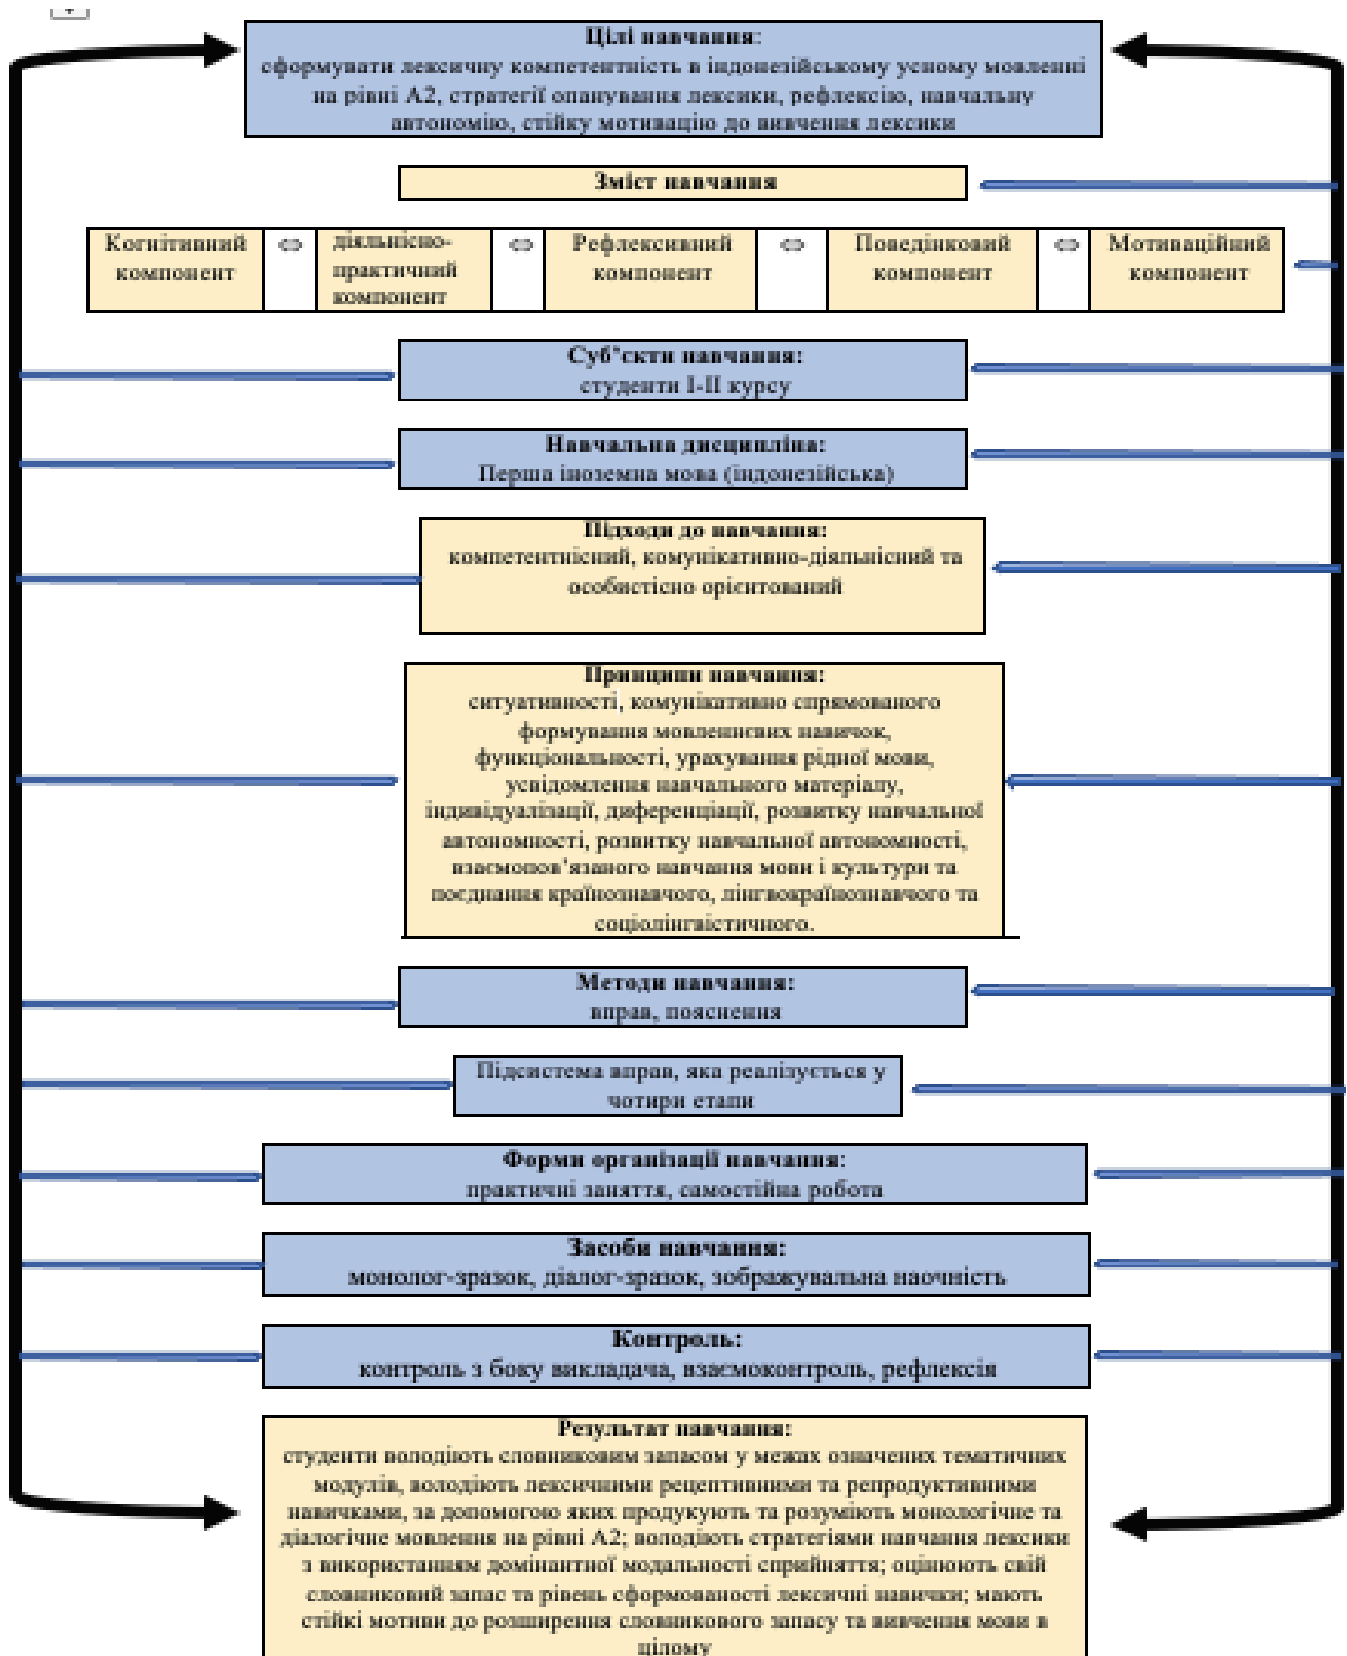 Цілі навчання:
сформувати лексичну компетентність в індонезійському усному мовленні
на рівні А2, стратегії опанування лексики, рефлексію, навчальну
автономію, стійку мотивацію до вивчення лексики
Зміст навчання
Когнітивний компонент
⇔
діяльнісно-практичний компонент
⇔
Рефлексивний компонент
⇔
Поведінковий компонент
⇔
Мотиваційний компонент
Суб'єкти навчання:
студенти І-ІІ курсу
Навчальна дисципліна:
Перша іноземна мова (індонезійська)
Підходи до навчання:
компетентнісний, комунікативно-діяльнісний та
особистісно орієнтований
Принципи навчання:
ситуативності, комунікативно спрямованого
формування мовленнєвих навичок,
функціональності, урахування рідної мови,
усвідомлення навчального матеріалу,
індивідуалізації, диференціації, розвитку навчальної
автономності, розвитку навчальної автономності,
взаємопов'язаного навчання мови і культури та
поєднання країнознавчого, лінгвокраїнознавчого та
соціолінгвістичного.
Методи навчання:
вправ, пояснення
Підсистема вправ, яка реалізується у
чотири етапи
Форми організації навчання:
практичні заняття, самостійна робота
Засоби навчання:
монолог-зразок, діалог-зразок, зображувальна наочність
Контроль:
контроль з боку викладача, взаємоконтроль, рефлексія
Результат навчання:
студенти володіють словниковим запасом у межах означених тематичних
модулів, володіють лексичними рецептивними та репродуктивними
навичками, за допомогою яких продукують та розуміють монологічне та
діалогічне мовлення на рівні А2; володіють стратегіями навчання лексики
з використанням домінантної модальності сприйняття; оцінюють свій
словниковий запас та рівень сформованості лексичні навички; мають
стійкі мотиви до розширення словникового запасу та вивчення мови в
цілому